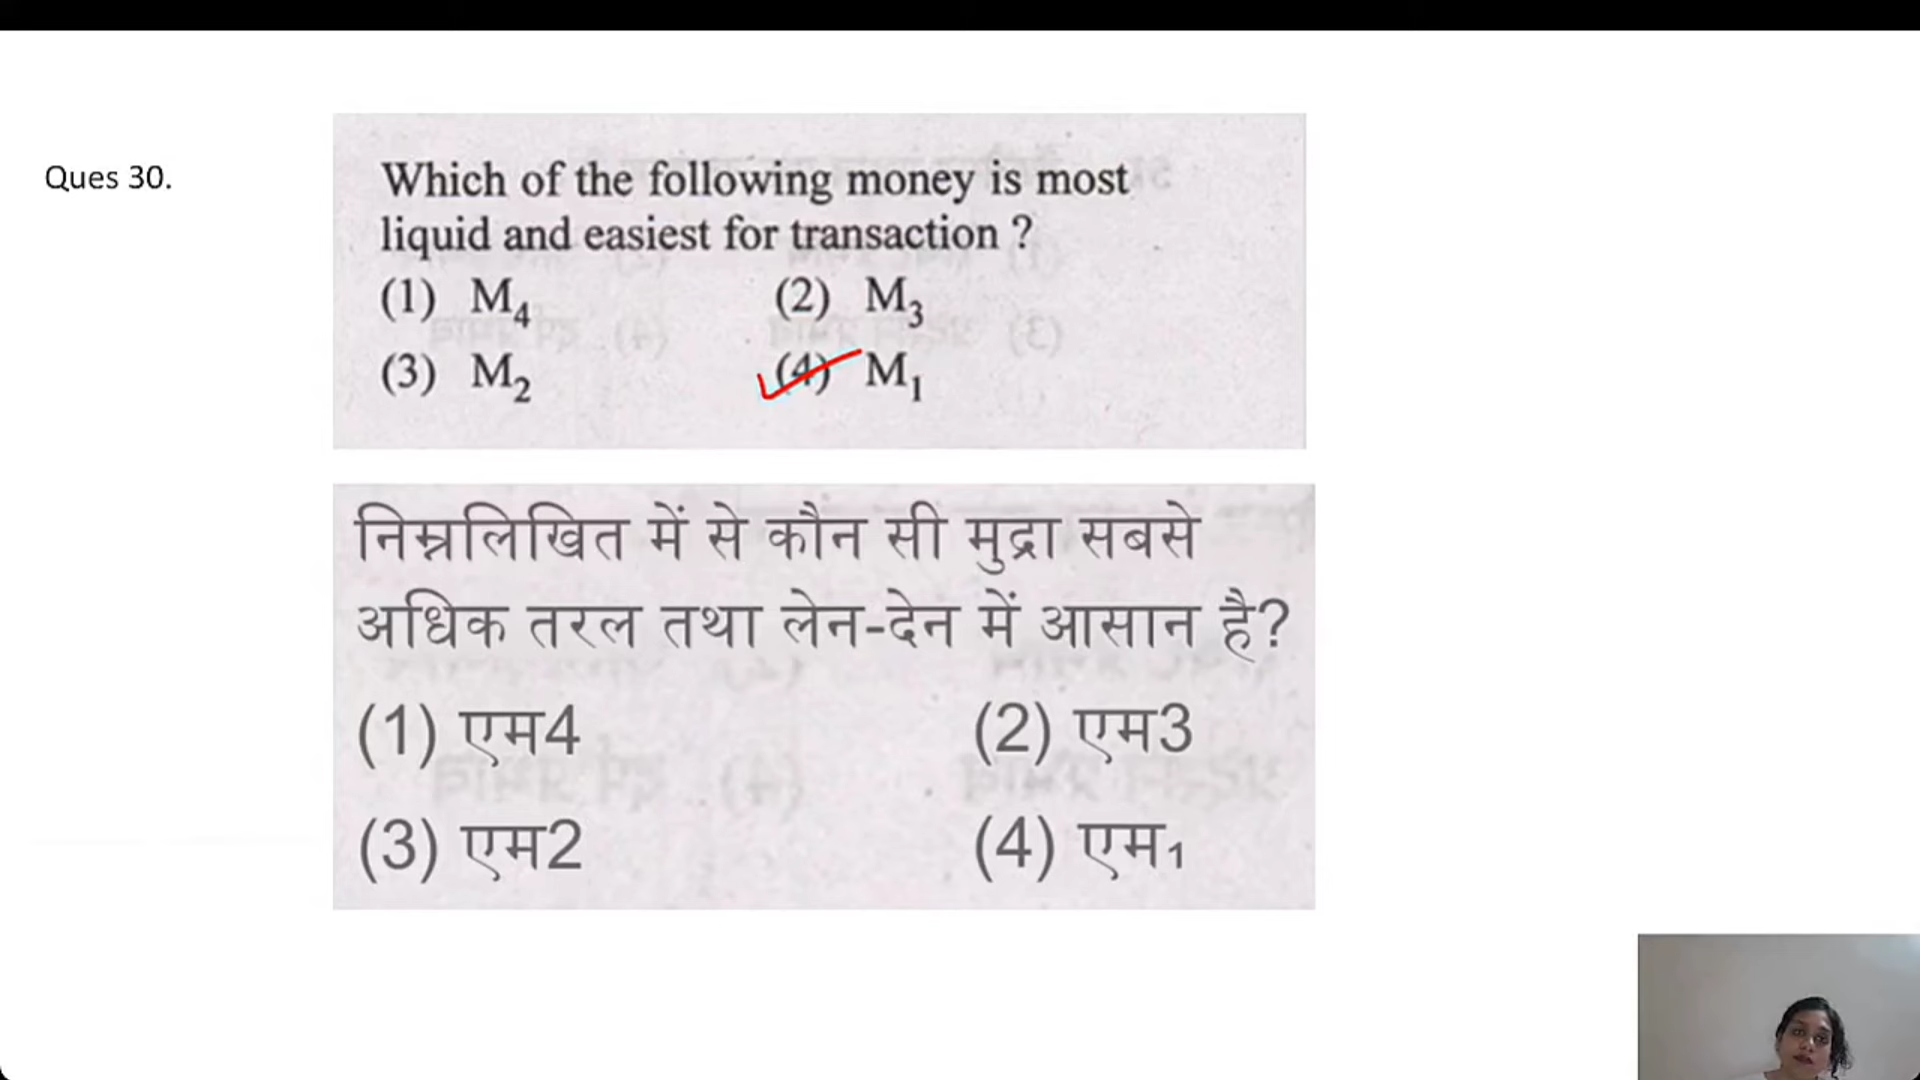 Ques 30.
Which of the following money is most
liquid and easiest for transaction ?
(1) M₄ (2) M₃
(3) M₂ (4) M₁
निम्नलिखित में से कौन सी मुद्रा सबसे
अधिक तरल तथा लेन-देन में आसान है?
(1) एम4 (2) एम3
(3) एम2 (4) एम₁